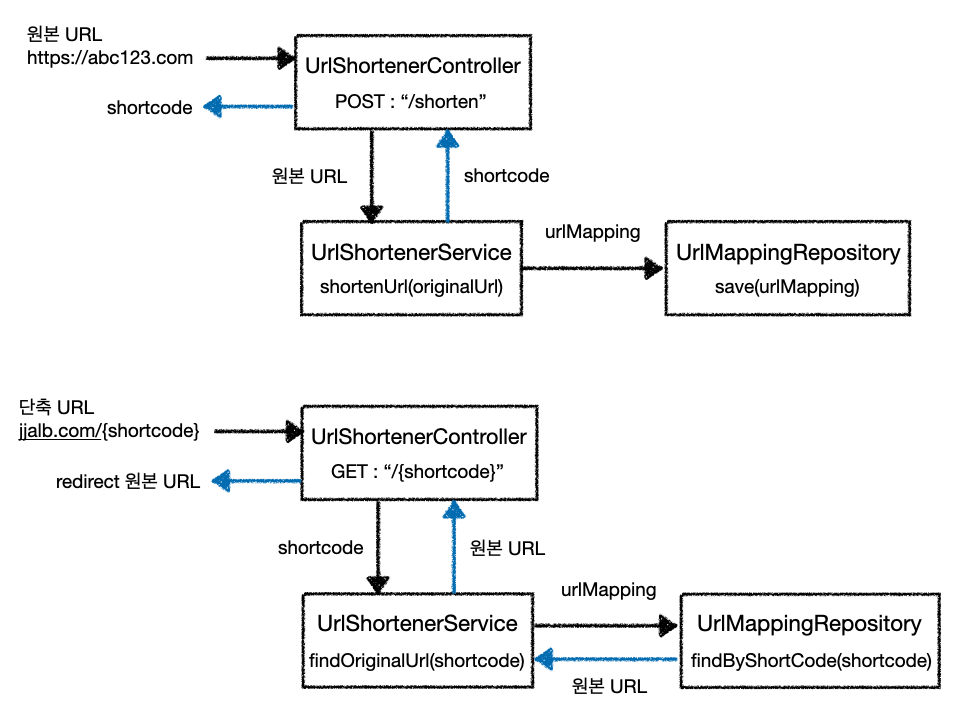 원본 URL
https://abc123.com
shortcode
UrlShortenerController
POST : “/shorten”
원본 URL
shortcode
UrlShortenerService
shortenUrl(originalUrl)
urlMapping
UrlMappingRepository
save(urlMapping)
단축 URL
jjalb.com/{shortcode}
redirect 원본 URL
UrlShortenerController
GET : “/{shortcode}”
shortcode
원본 URL
UrlShortenerService
findOriginalUrl(shortcode)
urlMapping
원본 URL
UrlMappingRepository
findByShortCode(shortcode)